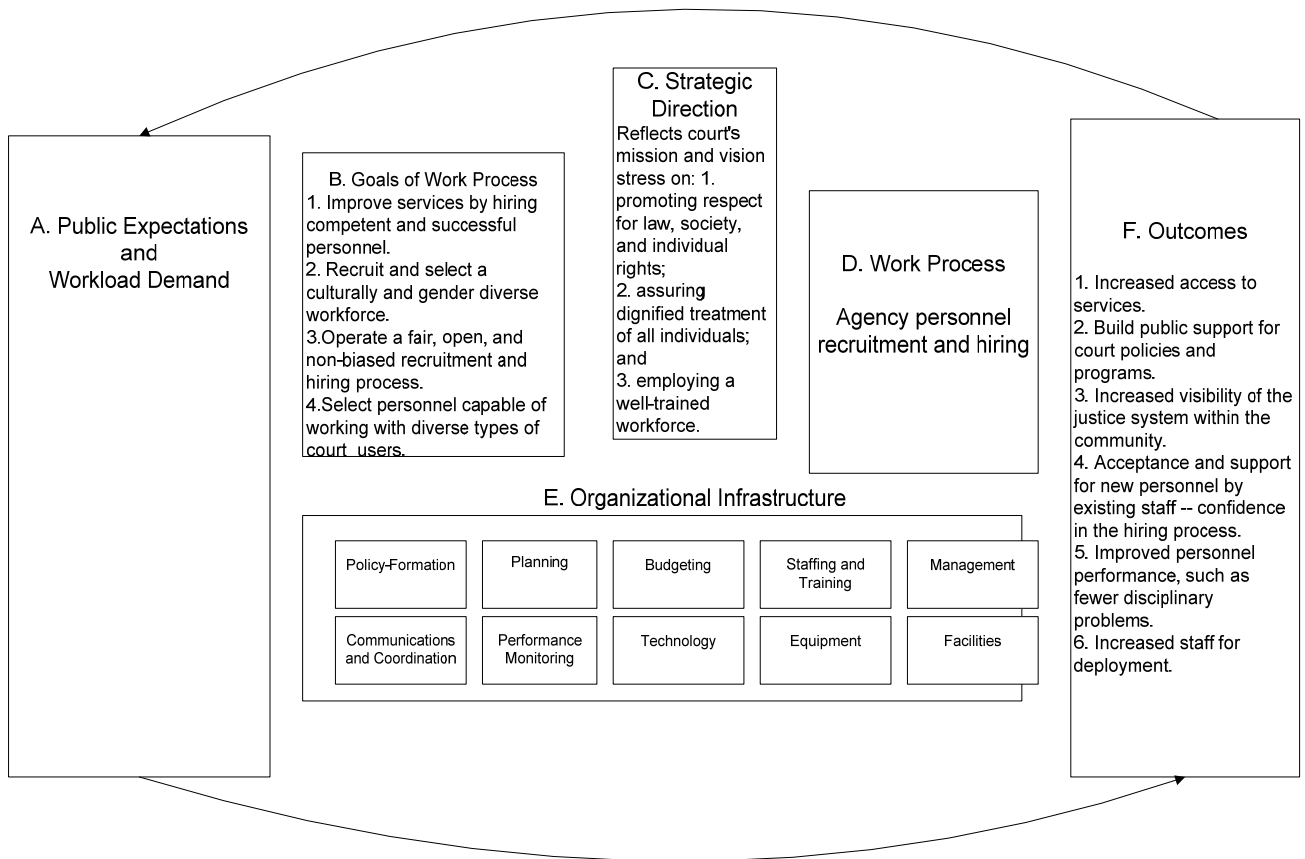 A. Public Expectations
and
Workload Demand
B. Goals of Work Process
1. Improve services by hiring
competent and successful
personnel.
2. Recruit and select a
culturally and gender diverse
workforce.
3.Operate a fair, open, and
non-biased recruitment and
hiring process.
4.Select personnel capable of
working with diverse types of
court users.
C. Strategic
Direction
Reflects court's
mission and vision
stress on: 1.
promoting respect
for law, society,
and individual
rights;
2. assuring
dignified treatment
of all individuals;
and
3. employing a
well-trained
workforce.
D. Work Process
Agency personnel
recruitment and hiring
E. Organizational Infrastructure
Policy-Formation
Planning
Budgeting
Staffing and
Training
Management
Communications
and Coordination
Performance
Monitoring
Technology
Equipment
Facilities
F. Outcomes
1. Increased access to
services.
2. Build public support for
court policies and
programs.
3. Increased visibility of the
justice system within the
community.
4. Acceptance and support
for new personnel by
existing staff -- confidence
in the hiring process.
5. Improved personnel
performance, such as
fewer disciplinary
problems.
6. Increased staff for
deployment.